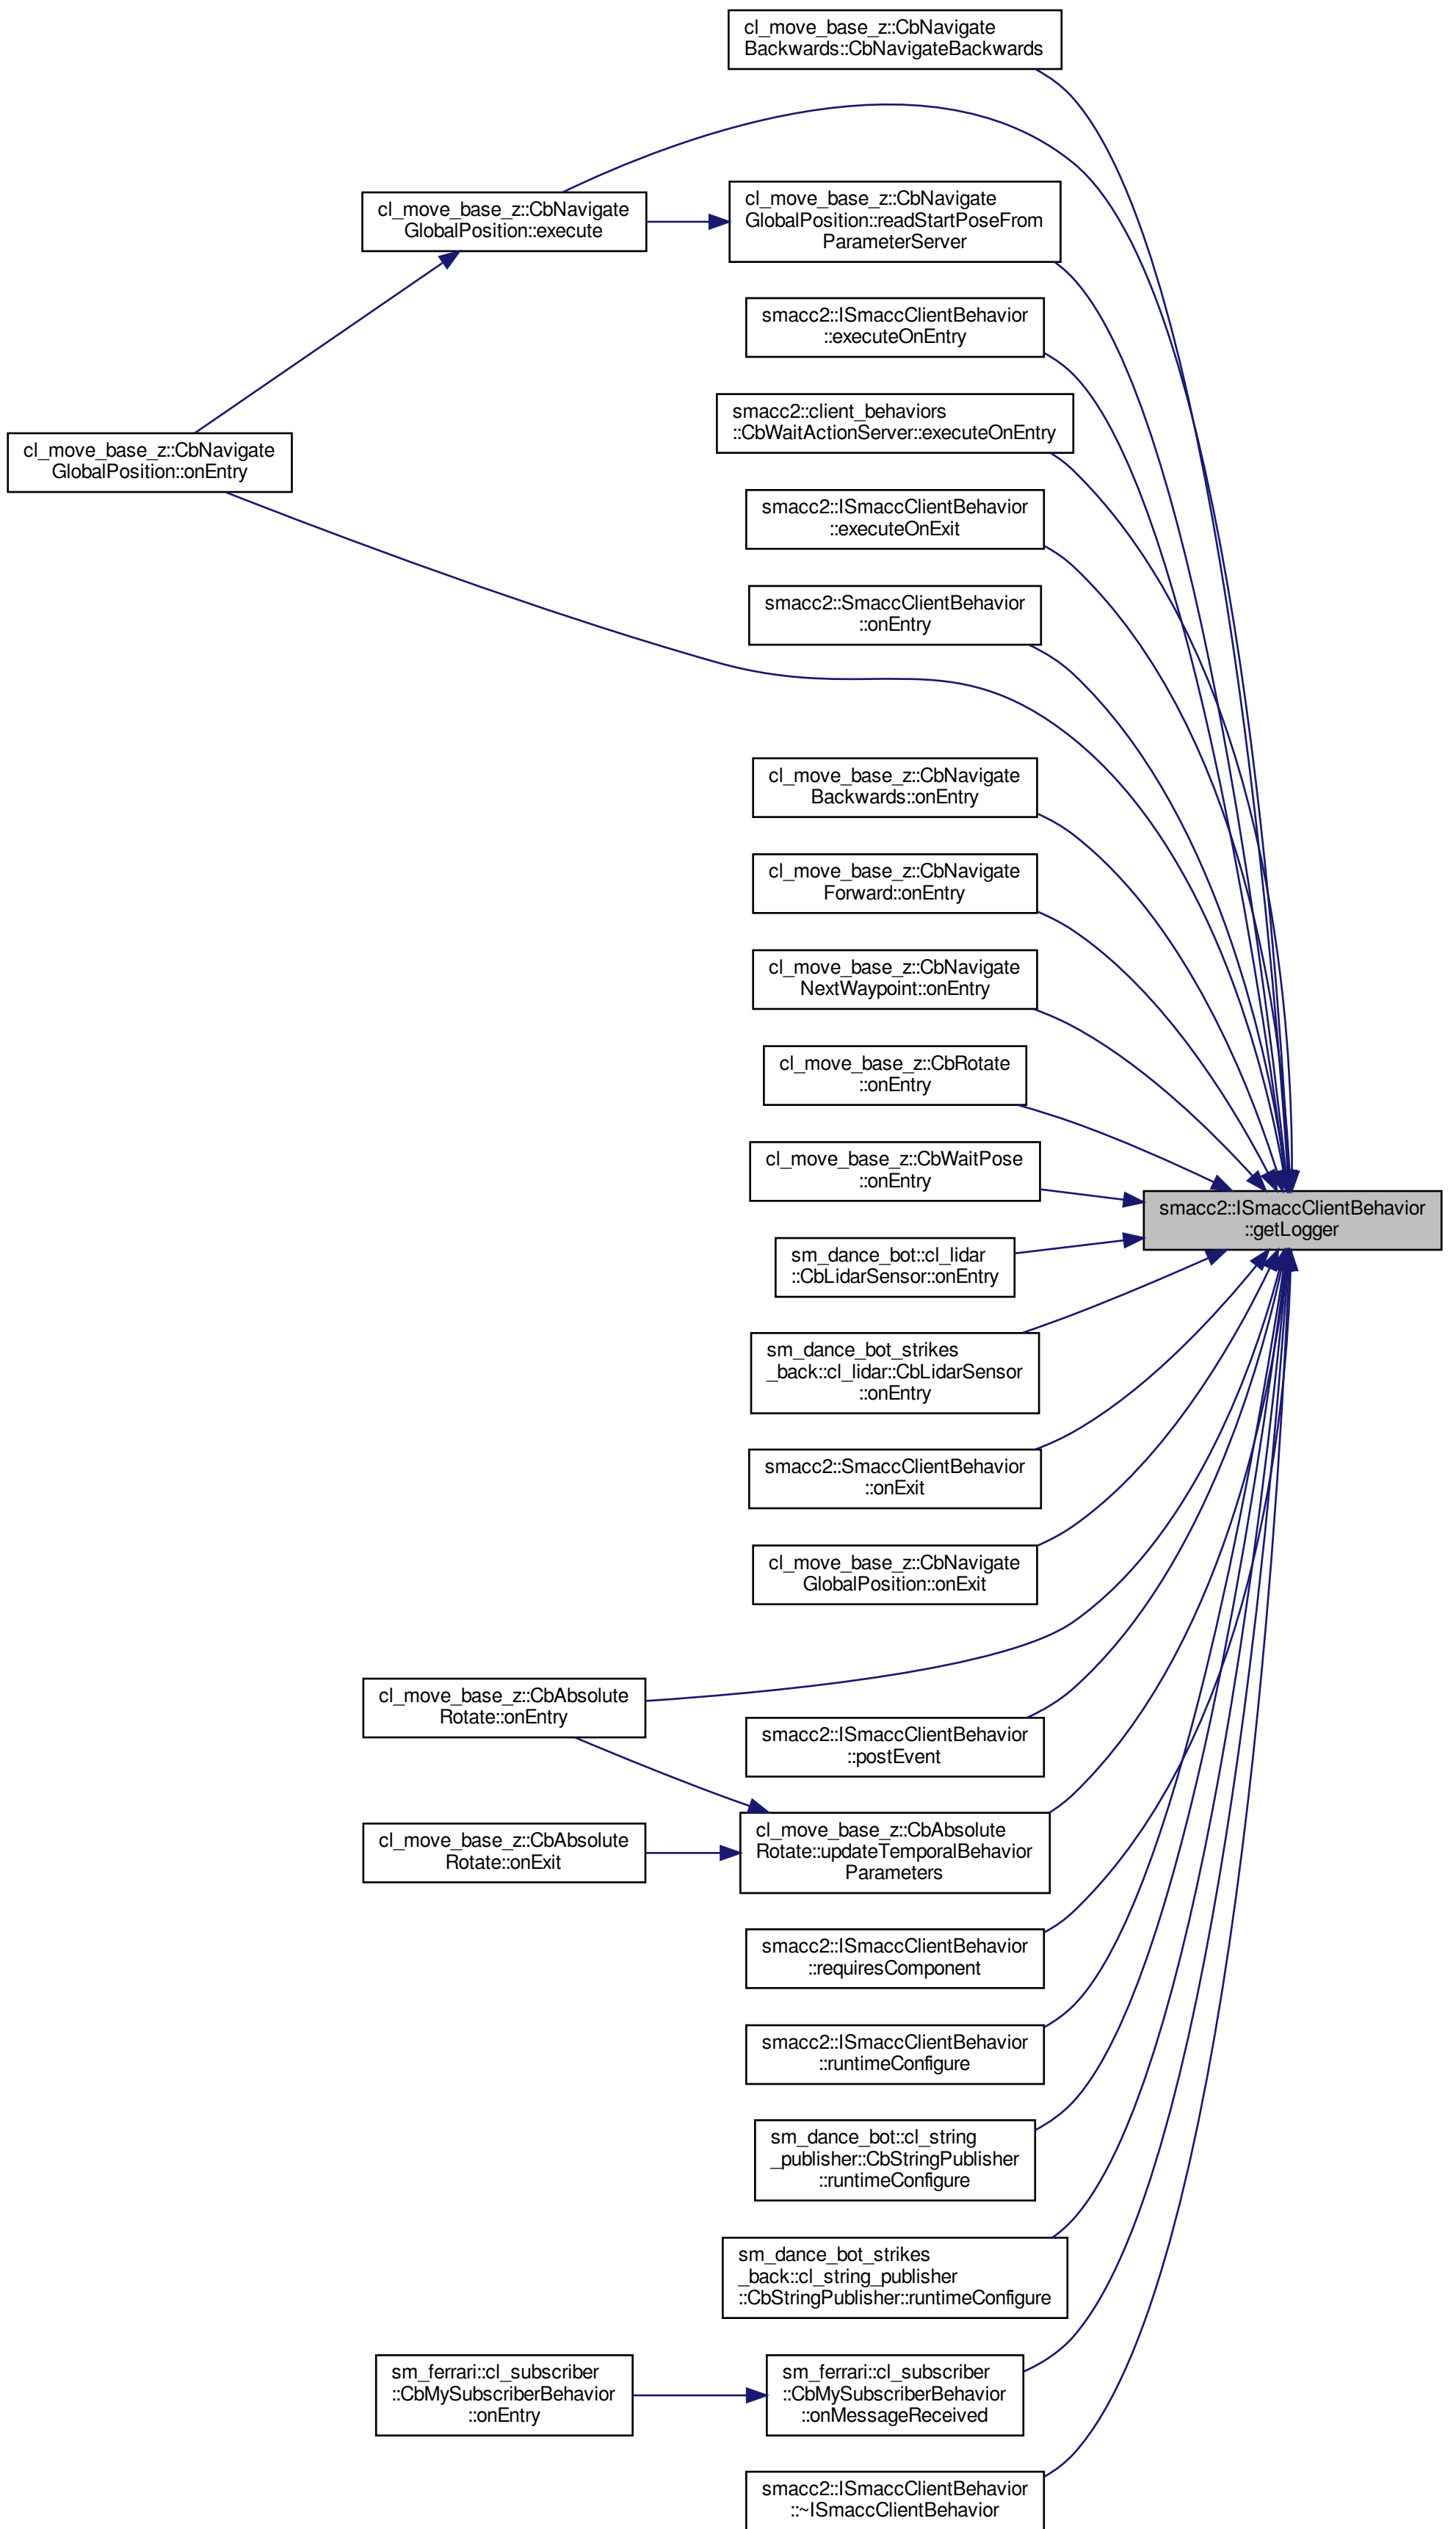 cl_move_base_z::CbNavigate
Backwards::CbNavigateBackwards
cl_move_base_z::CbNavigate
GlobalPosition::execute
cl_move_base_z::CbNavigate
GlobalPosition::readStartPoseFrom
ParameterServer
smacc2::ISmaccClientBehavior
::executeOnEntry
smacc2::client_behaviors
::CbWaitActionServer::executeOnEntry
cl_move_base_z::CbNavigate
GlobalPosition::onEntry
smacc2::ISmaccClientBehavior
::executeOnExit
smacc2::SmaccClientBehavior
::onEntry
cl_move_base_z::CbNavigate
Backwards::onEntry
cl_move_base_z::CbNavigate
Forward::onEntry
cl_move_base_z::CbNavigate
NextWaypoint::onEntry
cl_move_base_z::CbRotate
::onEntry
cl_move_base_z::CbWaitPose
::onEntry
smacc2::ISmaccClientBehavior
::getLogger
sm_dance_bot::cl_lidar
::CbLidarSensor::onEntry
sm_dance_bot_strikes
_back::cl_lidar::CbLidarSensor
::onEntry
smacc2::SmaccClientBehavior
::onExit
cl_move_base_z::CbNavigate
GlobalPosition::onExit
cl_move_base_z::CbAbsolute
Rotate::onEntry
smacc2::ISmaccClientBehavior
::postEvent
cl_move_base_z::CbAbsolute
Rotate::onExit
cl_move_base_z::CbAbsolute
Rotate::updateTemporalBehavior
Parameters
smacc2::ISmaccClientBehavior
::requiresComponent
smacc2::ISmaccClientBehavior
::runtimeConfigure
sm_dance_bot::cl_string
_publisher::CbStringPublisher
::runtimeConfigure
sm_dance_bot_strikes
_back::cl_string_publisher
::CbStringPublisher::runtimeConfigure
sm_ferrari::cl_subscriber
::CbMySubscriberBehavior
::onEntry
sm_ferrari::cl_subscriber
::CbMySubscriberBehavior
::onMessageReceived
smacc2::ISmaccClientBehavior
::~ISmaccClientBehavior